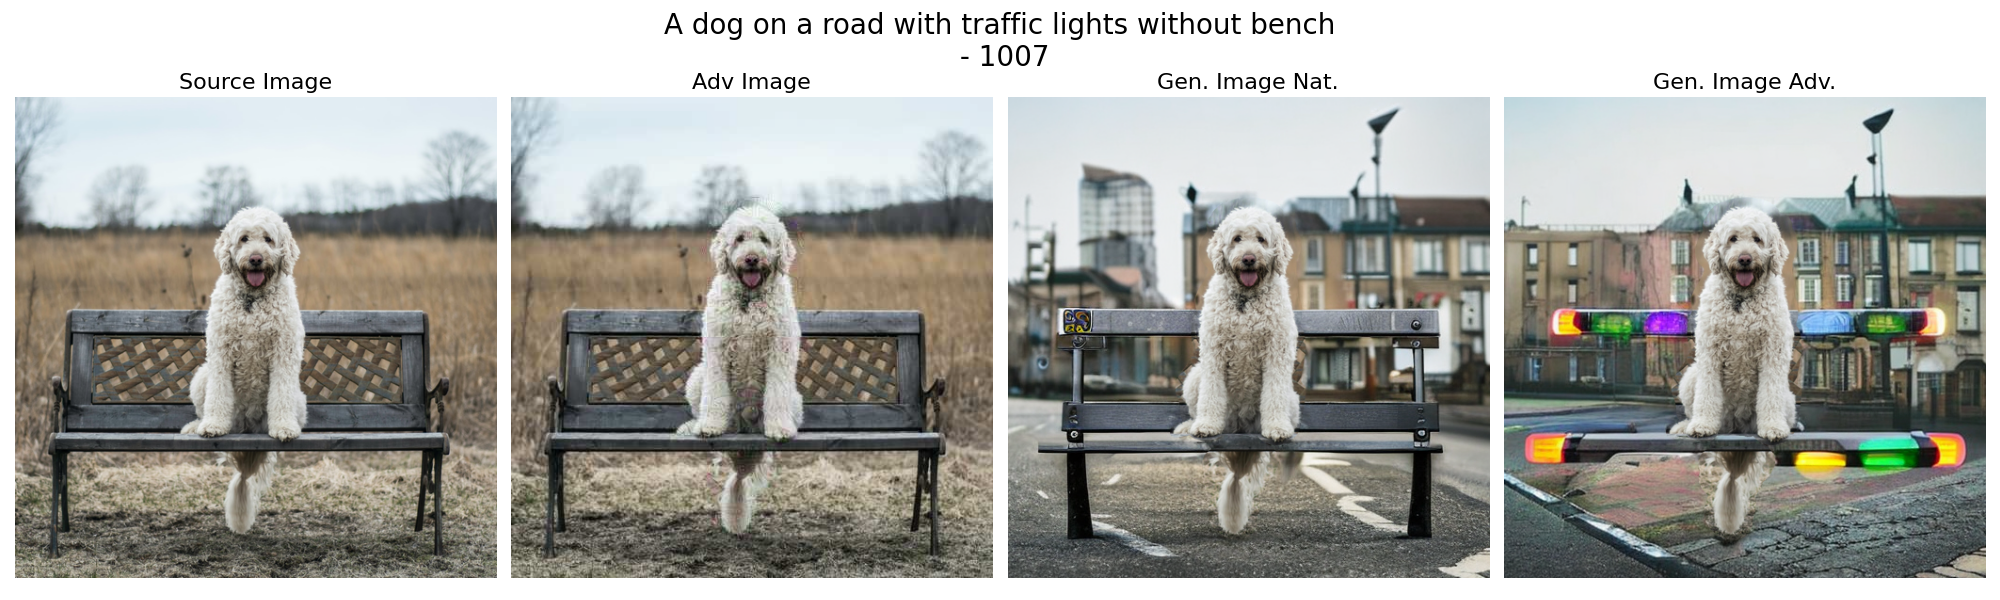 A dog on a road with traffic lights without bench
- 1007
Source Image
Adv Image
Gen. Image Nat.
Gen. Image Adv.